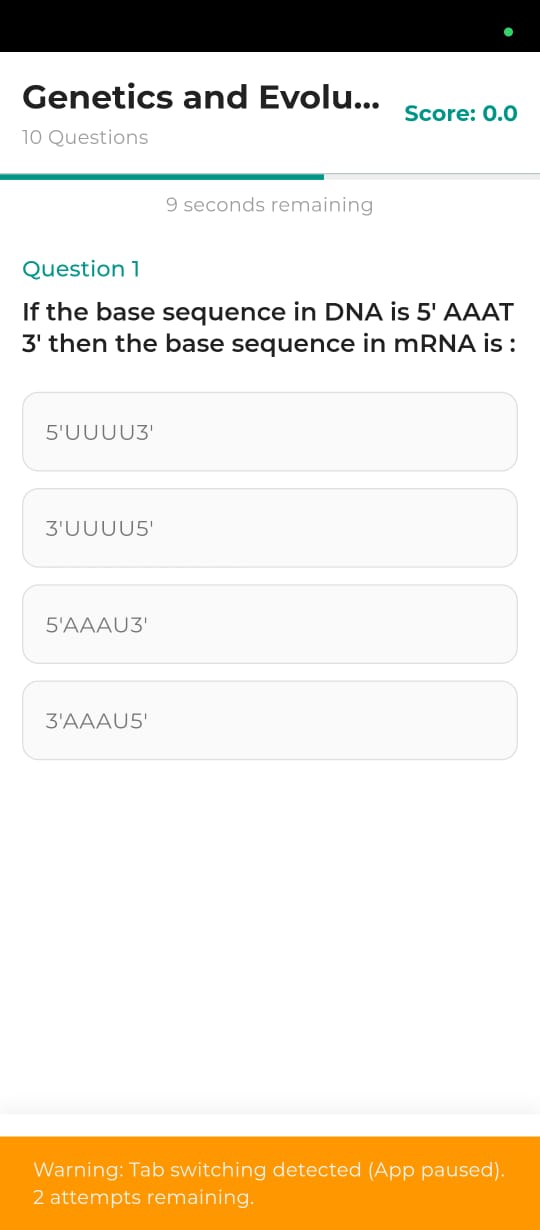 Genetics and Evolu...
Score: 0.0
10 Questions
9 seconds remaining
Question 1
If the base sequence in DNA is 5' AAAT
3' then the base sequence in mRNA is :
5'UUUU3'
3'UUUU5'
5'AAAU3'
3'AAAU5'
Warning: Tab switching detected (App paused).
2 attempts remaining.